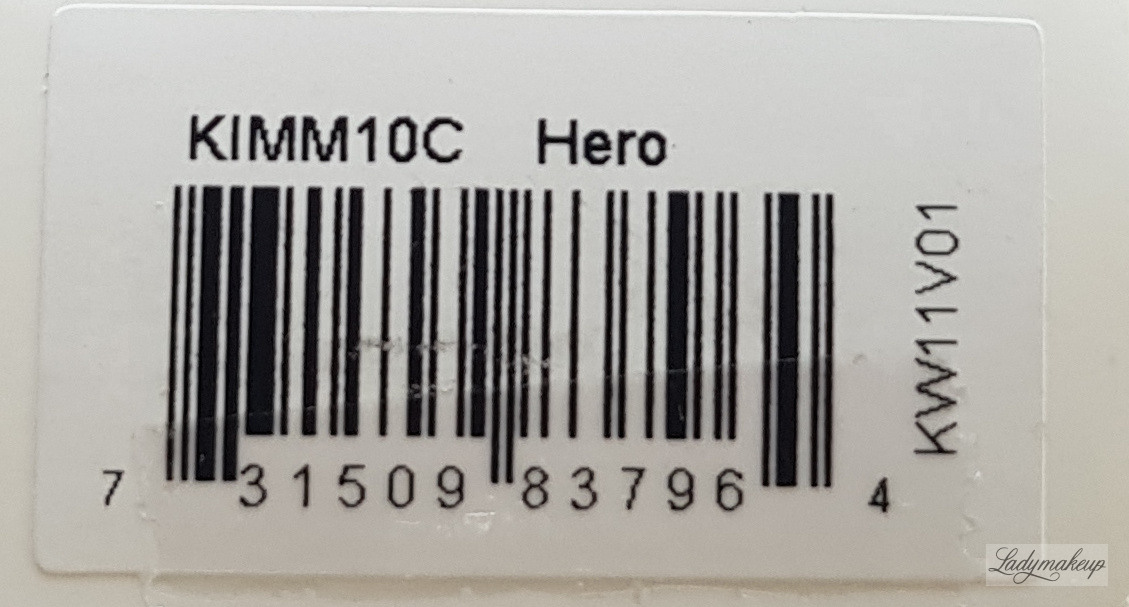 KIMM10C Hero
7 31509 83796 4
KW11V01
Ladymakeup